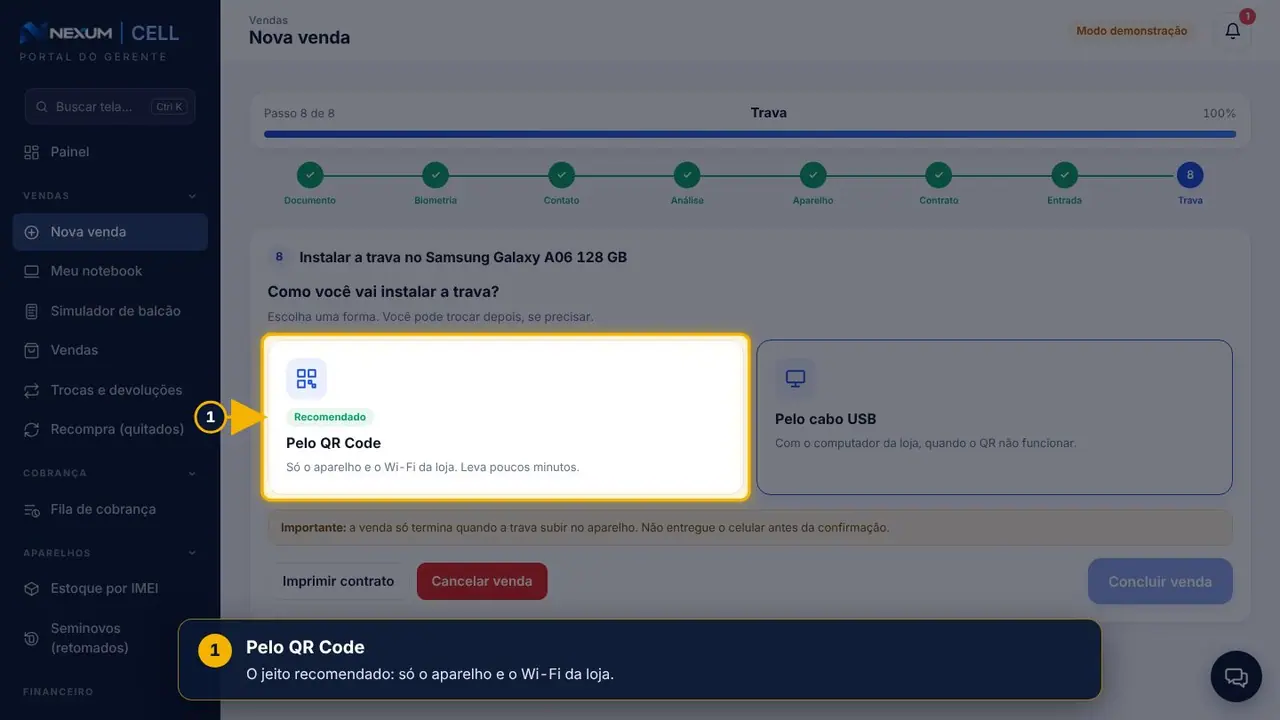 NEXUM | CELL
PORTAL DO GERENTE
Buscar tela... Ctrl K
Painel
VENDAS
Nova venda
Meu notebook
Simulador de balcão
Vendas
Trocas e devoluções
Recompra (quitados)
COBRANÇA
Fila de cobrança
APARELHOS
Estoque por IMEI
Seminovos
(retomados)
FINANCEIRO
Vendas
Nova venda
Modo demonstração
1
Passo 8 de 8
Trava
100%
8
Documento
Biometria
Contato
Análise
Aparelho
Contrato
Entrada
Trava
8 Instalar a trava no Samsung Galaxy A06 128 GB
Como você vai instalar a trava?
Escolha uma forma. Você pode trocar depois, se precisar.
1
Recomendado
Pelo QR Code
Só o aparelho e o Wi-Fi da loja. Leva poucos minutos.
Pelo cabo USB
Com o computador da loja, quando o QR não funcionar.
Importante: a venda só termina quando a trava subir no aparelho. Não entregue o celular antes da confirmação.
Imprimir contrato
Cancelar venda
Concluir venda
1
Pelo QR Code
O jeito recomendado: só o aparelho e o Wi-Fi da loja.